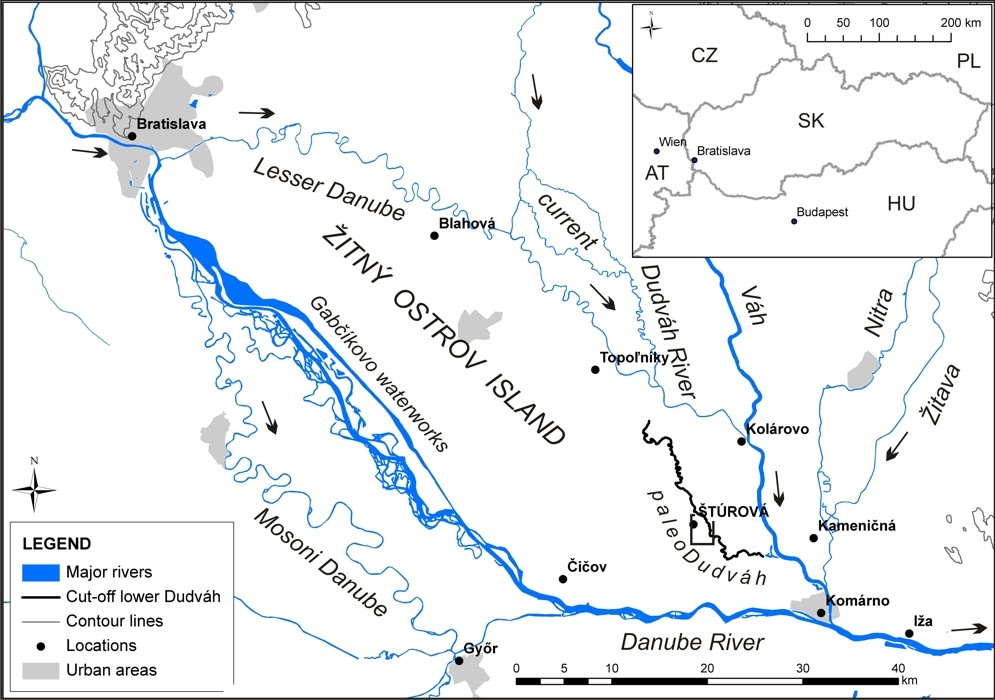 0 50 100 200 km
CZ
PL
SK
Wien
Bratislava
AT
HU
Budapest
Bratislava
Lesser Danube
Blahová
current
Dudváh River
ŽITNÝ OSTROV ISLAND
Gabčíkovo waterworks
Váh
Nitra
Žitava
Topoľníky
Kolárovo
ŠTÚROVÁ
paleoDudváh
Kameničná
Mosoni Danube
Čičov
Komárno
Iža
Győr
Danube River
N
LEGEND
Major rivers
Cut-off lower Dudváh
Contour lines
Locations
Urban areas
0 5 10 20 30 40
km